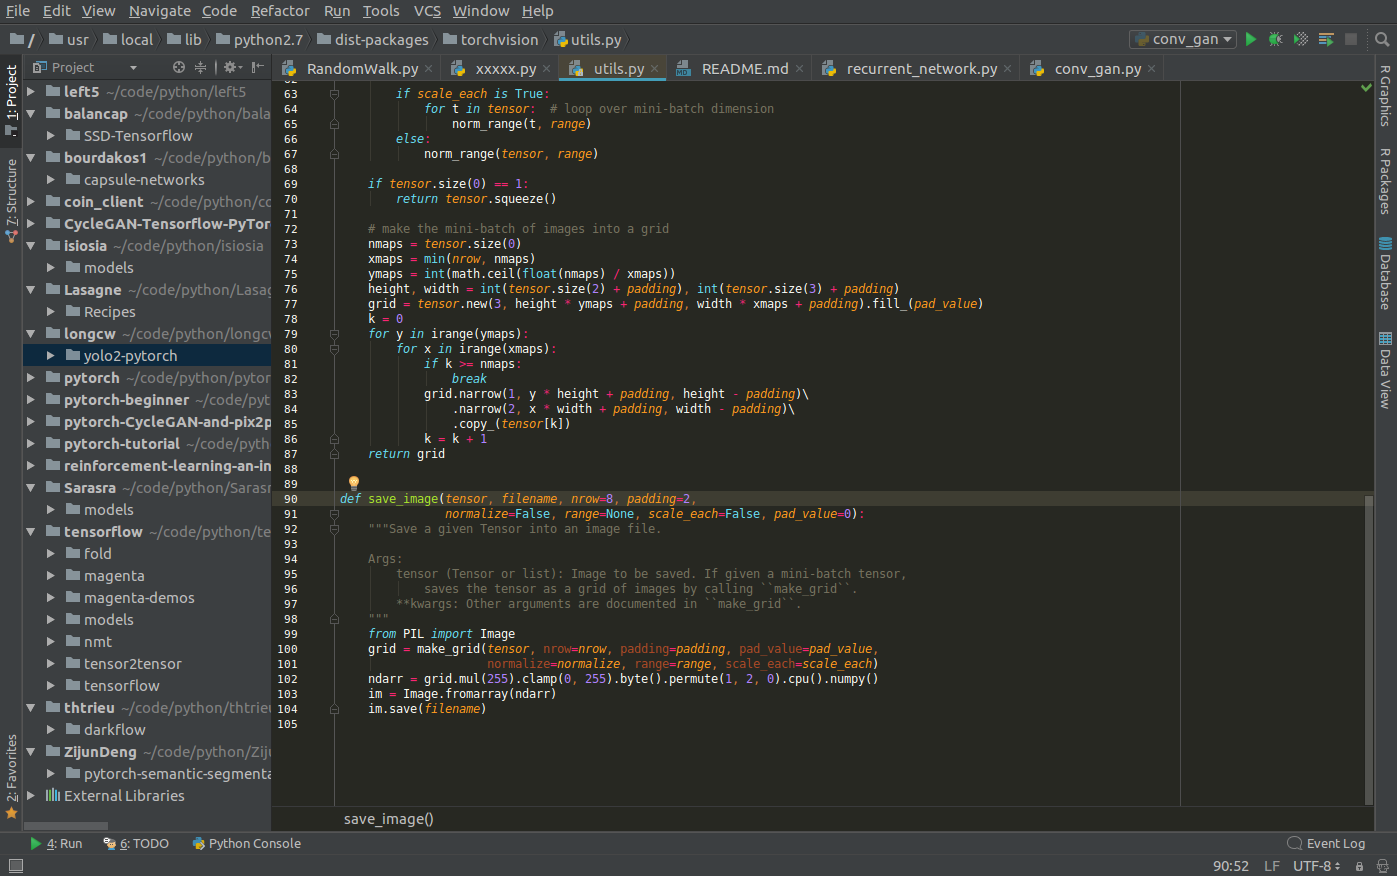 File Edit View Navigate Code Refactor Run Tools VCS Window Help
/ usr local lib python2.7 dist-packages torchvision utils.py conv_gan
Project
RandomWalk.py xxxxx.py utils.py README.md recurrent_network.py conv_gan.py
1: Project
7: Structure
2: Favorites
left5 ~/code/python/left5
balancap ~/code/python/bala
SSD-Tensorflow
bourdakos1 ~/code/python/b
capsule-networks
coin_client ~/code/python/co
CycleGAN-Tensorflow-PyTor
isiosia ~/code/python/isiosia
models
Lasagne ~/code/python/Lasag
Recipes
longcw ~/code/python/longcw
yolo2-pytorch
pytorch ~/code/python/pytor
pytorch-beginner ~/code/pyt
pytorch-CycleGAN-and-pix2p
pytorch-tutorial ~/code/pyth
reinforcement-learning-an-in
Sarasra ~/code/python/Sarasr
models
tensorflow ~/code/python/te
fold
magenta
magenta-demos
models
nmt
tensor2tensor
tensorflow
thtrieu ~/code/python/thtrieu
darkflow
ZijunDeng ~/code/python/Ziju
pytorch-semantic-segmenta
External Libraries
63 if scale_each is True:
64 for t in tensor: # loop over mini-batch dimension
65 norm_range(t, range)
66 else:
67 norm_range(tensor, range)
68
69 if tensor.size(0) == 1:
70 return tensor.squeeze()
71
72 # make the mini-batch of images into a grid
73 nmaps = tensor.size(0)
74 xmaps = min(nrow, nmaps)
75 ymaps = int(math.ceil(float(nmaps) / xmaps))
76 height, width = int(tensor.size(2) + padding), int(tensor.size(3) + padding)
77 grid = tensor.new(3, height * ymaps + padding, width * xmaps + padding).fill_(pad_value)
78 k = 0
79 for y in irange(ymaps):
80 for x in irange(xmaps):
81 if k >= nmaps:
82 break
83 grid.narrow(1, y * height + padding, height - padding)\
84 .narrow(2, x * width + padding, width - padding)\
85 .copy_(tensor[k])
86 k = k + 1
87 return grid
88
89
90 def save_image(tensor, filename, nrow=8, padding=2,
91 normalize=False, range=None, scale_each=False, pad_value=0):
92 """Save a given Tensor into an image file.
93
94 Args:
95 tensor (Tensor or list): Image to be saved. If given a mini-batch tensor,
96 saves the tensor as a grid of images by calling ``make_grid``.
97 **kwargs: Other arguments are documented in ``make_grid``.
98 """
99 from PIL import Image
100 grid = make_grid(tensor, nrow=nrow, padding=padding, pad_value=pad_value,
101 normalize=normalize, range=range, scale_each=scale_each)
102 ndarr = grid.mul(255).clamp(0, 255).byte().permute(1, 2, 0).cpu().numpy()
103 im = Image.fromarray(ndarr)
104 im.save(filename)
105
save_image()
R Graphics
R Packages
Database
Data View
4: Run 6: TODO Python Console Event Log
90:52 LF UTF-8